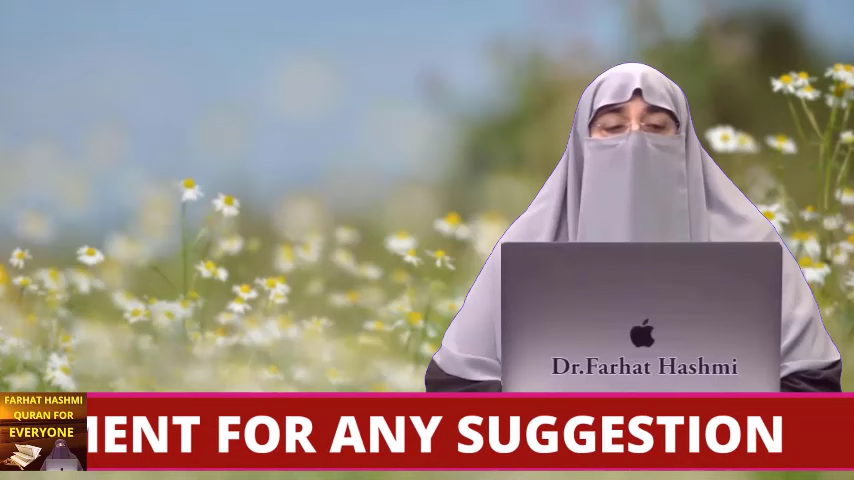 Dr.Farhat Hashmi
FARHAT HASHMI
QURAN FOR
EVERYONE
MENT FOR ANY SUGGESTION